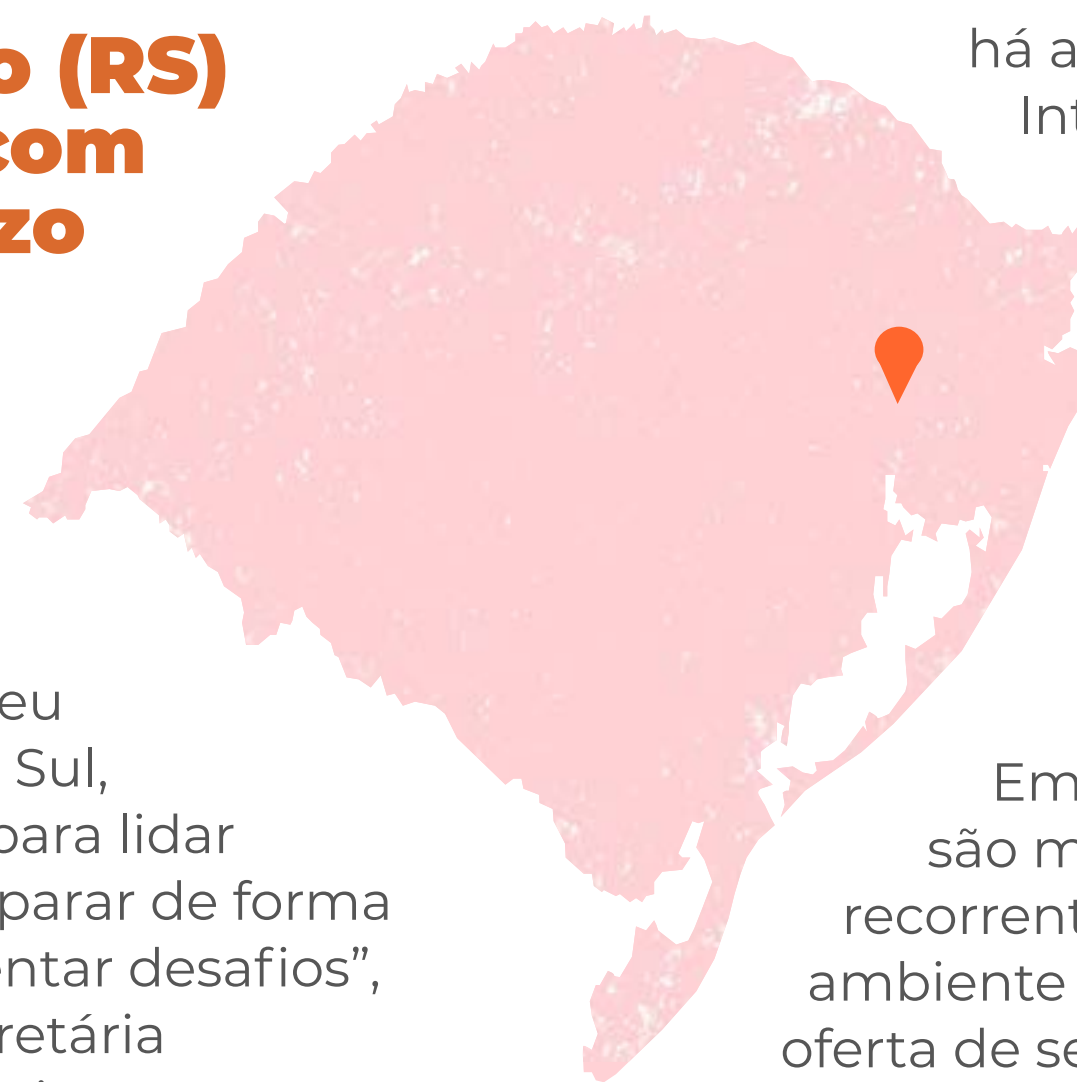 o (RS)
com
zo
há a
Int
eu
Sul,
para lidar
parar de forma
entar desafios”,
retária
Em
são m
recorrent
ambiente
oferta de se